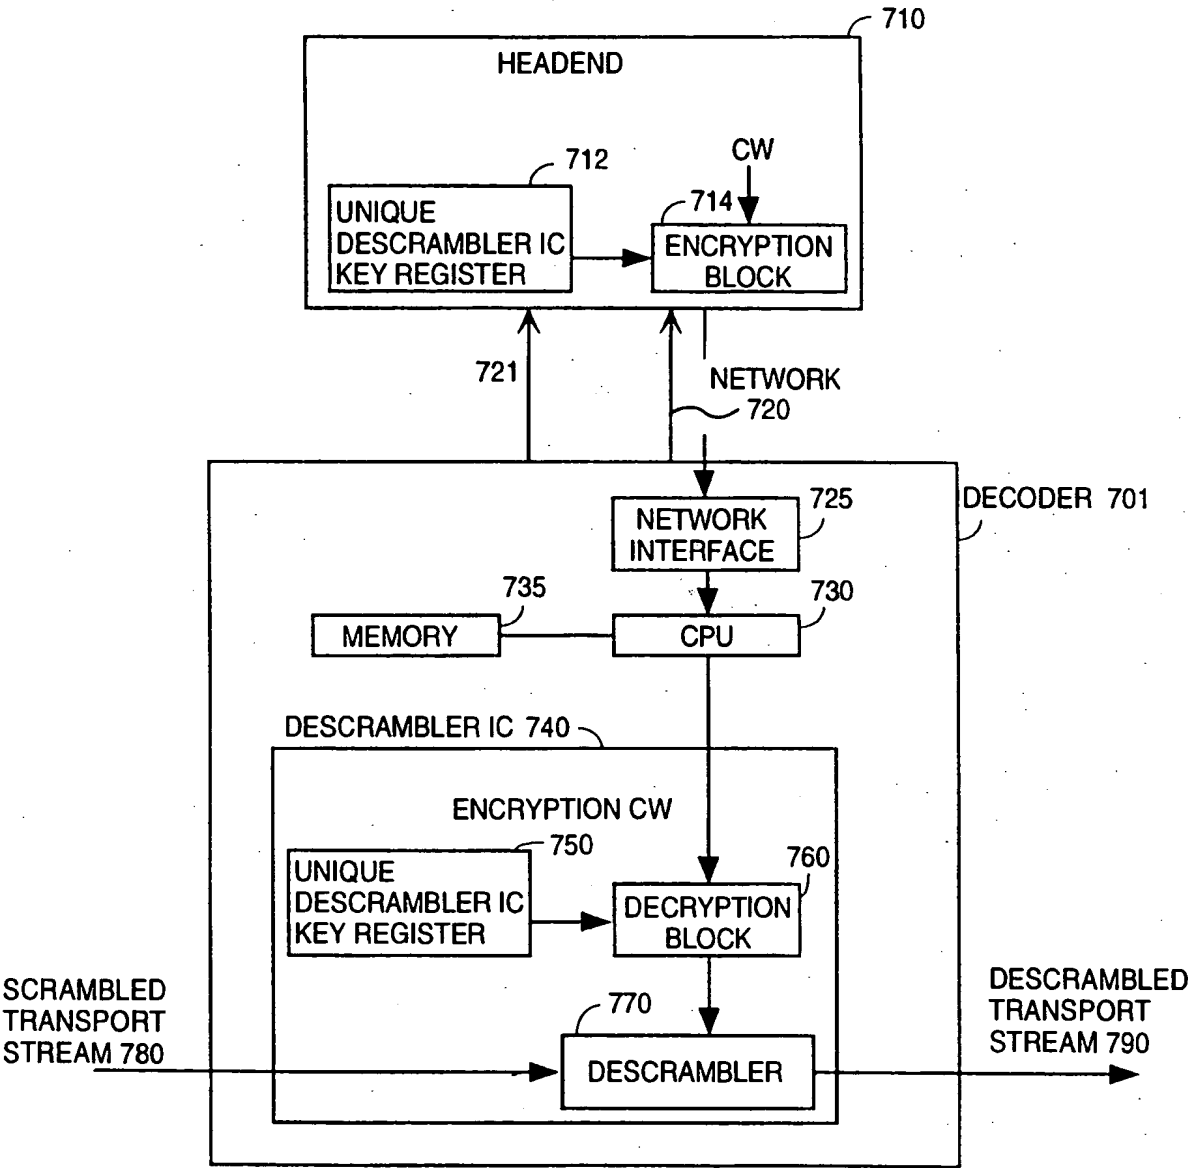 710
HEADEND
712
CW
714
UNIQUE
DESCRAMBLER IC
KEY REGISTER
ENCRYPTION
BLOCK
721
NETWORK
720
DECODER 701
725
NETWORK
INTERFACE
735
730
MEMORY
CPU
DESCRAMBLER IC 740
ENCRYPTION CW
750
760
UNIQUE
DESCRAMBLER IC
KEY REGISTER
DECRYPTION
BLOCK
SCRAMBLED
TRANSPORT
STREAM 780
770
DESCRAMBLER
DESCRAMBLED
TRANSPORT
STREAM 790